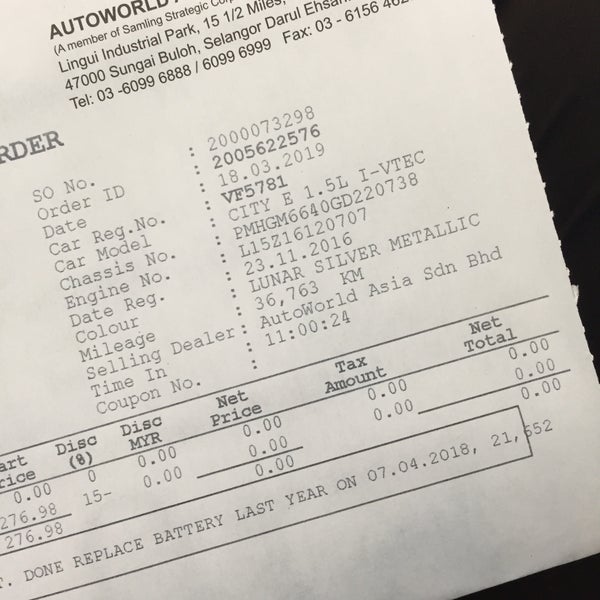 AUTOWORLD
(A member of Samling Strategic
Lingui Industrial Park, 15 1/2 Miles,
47000 Sungai Buloh, Selangor Darul Ehsan
Tel: 03 -6099 6888 / 6099 6999 Fax: 03 - 6156
RDER
SO No. : 2000073298
Order ID : 2005622576
Date : 18.03.2019
Car Reg.No. : VF5781
Car Model : CITY E 1.5L I-VTEC
Chassis No. : PMHGM6640GD220738
Engine No. : L15Z16120707
Date Reg. : 23.11.2016
Colour : LUNAR SILVER METALLIC
Mileage : 36,763 KM
Selling Dealer: AutoWorld Asia Sdn Bhd
Time In : 11:00:24
Coupon No. :
art Disc Disc Net Tax Net
rice (%) MYR Price Amount Total
0.00 0 0.00 0.00 0.00 0.00
276.98 15- 0.00 0.00 0.00 0.00
276.98 0.00 0.00
T. DONE REPLACE BATTERY LAST YEAR ON 07.04.2018, 21,652